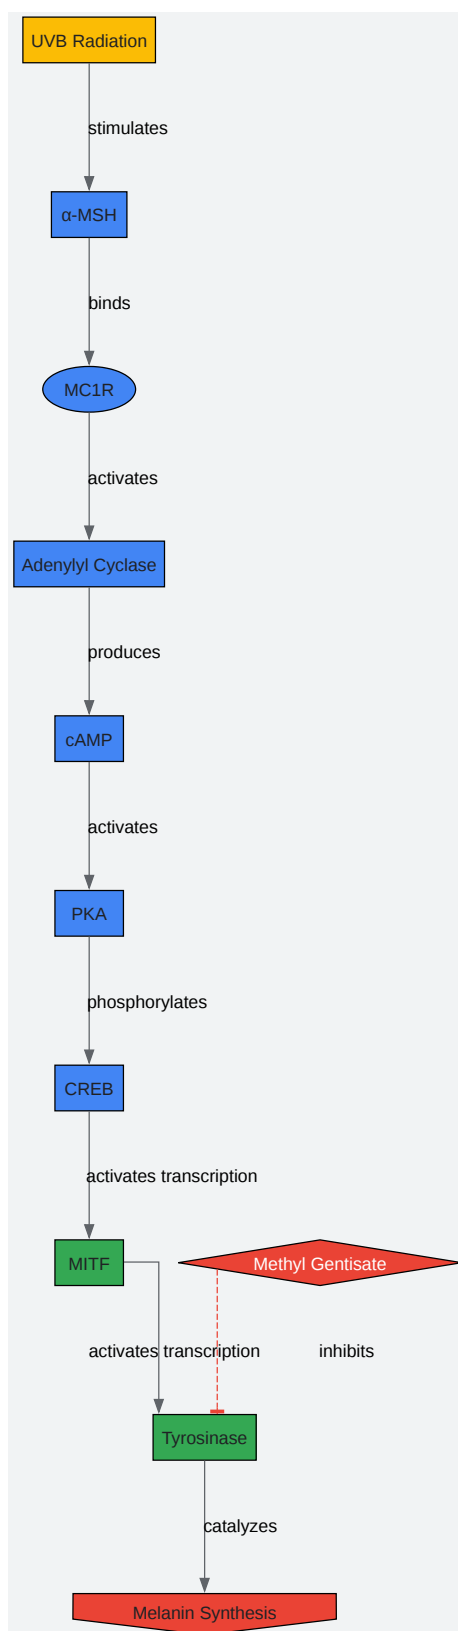 UVB Radiation
stimulates
α-MSH
binds
MC1R
activates
Adenylyl Cyclase
produces
cAMP
activates
PKA
phosphorylates
CREB
activates transcription
MITF
Methyl Gentisate
activates transcription
inhibits
Tyrosinase
catalyzes
Melanin Synthesis